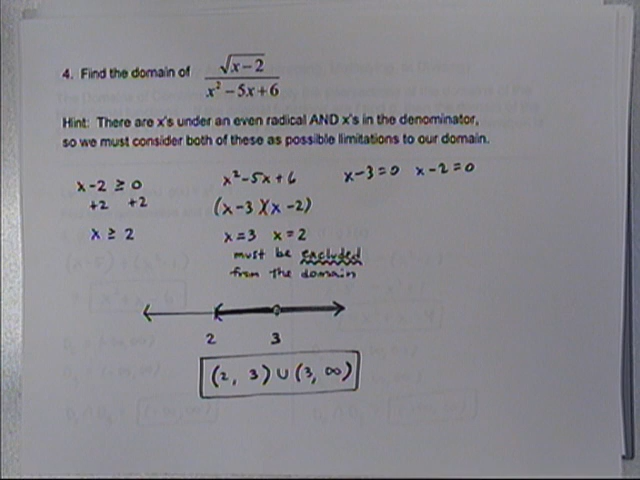 4. Find the domain of √(x-2) / (x² - 5x + 6)
Hint: There are x's under an even radical AND x's in the denominator,
so we must consider both of these as possible limitations to our domain.
x-2 ≥ 0
+2 +2
x ≥ 2
x²-5x+6
(x-3)(x-2)
x=3 x=2
must be excluded
from the domain
x-3=0 x-2=0
2 3
(2, 3) ∪ (3, ∞)